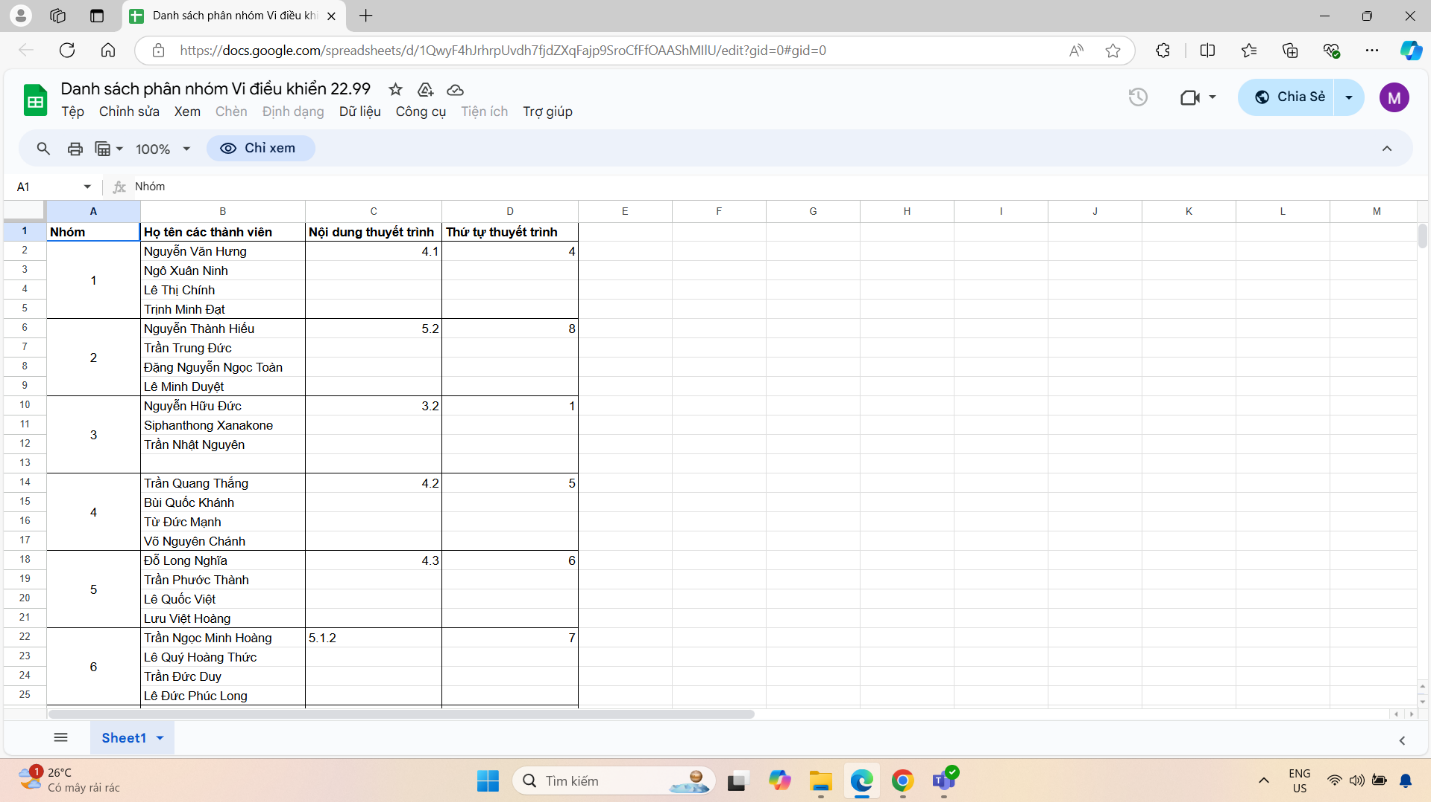 Danh sách phân nhóm Vi điều khi
https://docs.google.com/spreadsheets/d/1QwyF4hJrhrpUvdh7fjdZXqFajp9SroCfFfOAAShMIlU/edit?gid=0#gid=0
Danh sách phân nhóm Vi điều khiển 22.99
Tệp Chỉnh sửa Xem Chèn Định dạng Dữ liệu Công cụ Tiện ích Trợ giúp
Chia Sẻ
M
100%
Chỉ xem
A1
fx Nhóm
A B C D E F G H I J K L M
1 Nhóm Họ tên các thành viên Nội dung thuyết trình Thứ tự thuyết trình
2 Nguyễn Văn Hưng 4.1 4
3 Ngô Xuân Ninh
1
4 Lê Thị Chính
5 Trịnh Minh Đạt
6 Nguyễn Thành Hiếu 5.2 8
7 Trần Trung Đức
2
8 Đặng Nguyễn Ngọc Toàn
9 Lê Minh Duyệt
10 Nguyễn Hữu Đức 3.2 1
11 Siphanthong Xanakone
3
12 Trần Nhật Nguyên
13
14 Trần Quang Thắng 4.2 5
15 Bùi Quốc Khánh
4
16 Từ Đức Mạnh
17 Võ Nguyên Chánh
18 Đỗ Long Nghĩa 4.3 6
19 Trần Phước Thành
5
20 Lê Quốc Việt
21 Lưu Việt Hoàng
22 Trần Ngọc Minh Hoàng 5.1.2 7
23 Lê Quý Hoàng Thức
6
24 Trần Đức Duy
25 Lê Đức Phúc Long
Sheet1
1
26°C
Có mây rải rác
Tìm kiếm
ENG
US